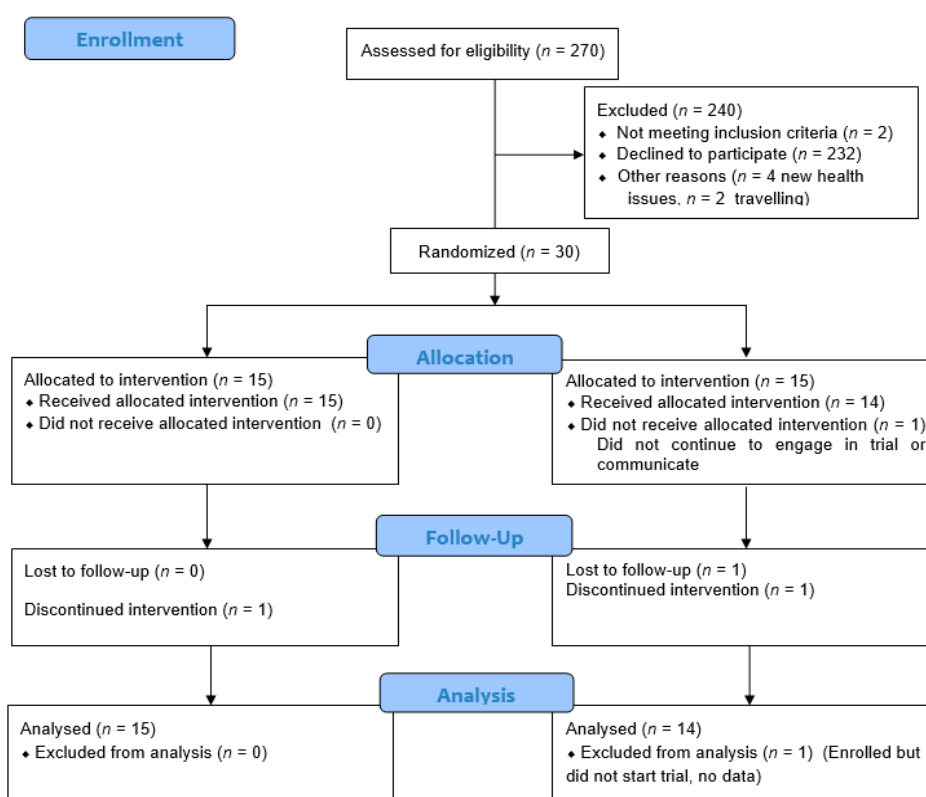 Enrollment
Assessed for eligibility (n = 270)
Excluded (n = 240)
⬥ Not meeting inclusion criteria (n = 2)
⬥ Declined to participate (n = 232)
⬥ Other reasons (n = 4 new health
issues, n = 2 travelling)
Randomized (n = 30)
Allocation
Allocated to intervention (n = 15)
⬥ Received allocated intervention (n = 15)
⬥ Did not receive allocated intervention (n = 0)
Allocated to intervention (n = 15)
⬥ Received allocated intervention (n = 14)
⬥ Did not receive allocated intervention (n = 1)
Did not continue to engage in trial or
communicate
Follow-Up
Lost to follow-up (n = 0)
Discontinued intervention (n = 1)
Lost to follow-up (n = 1)
Discontinued intervention (n = 1)
Analysis
Analysed (n = 15)
⬥ Excluded from analysis (n = 0)
Analysed (n = 14)
⬥ Excluded from analysis (n = 1) (Enrolled but
did not start trial, no data)